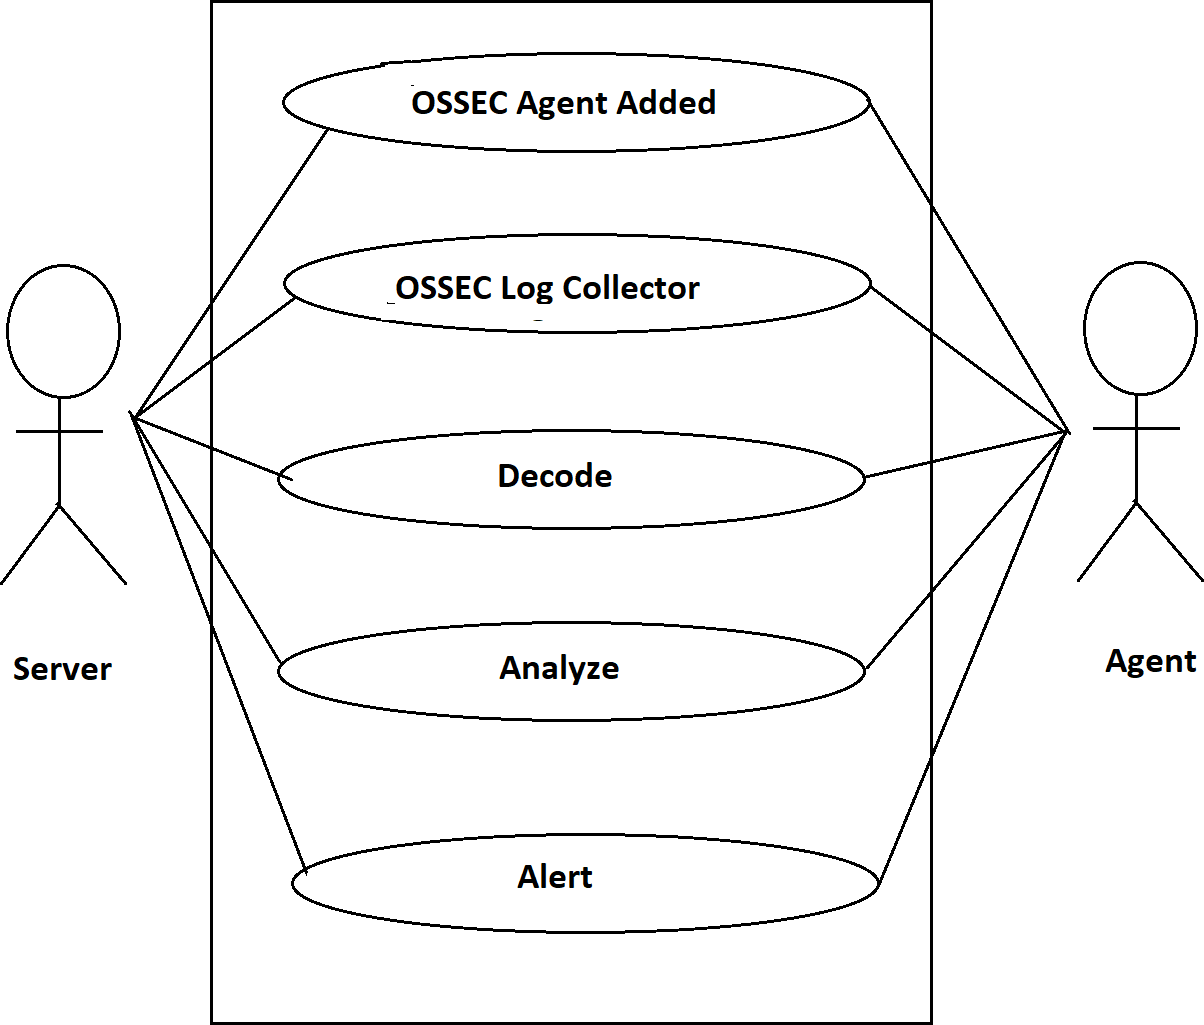 OSSEC Agent Added
OSSEC Log Collector
Decode
Analyze
Alert
Server
Agent